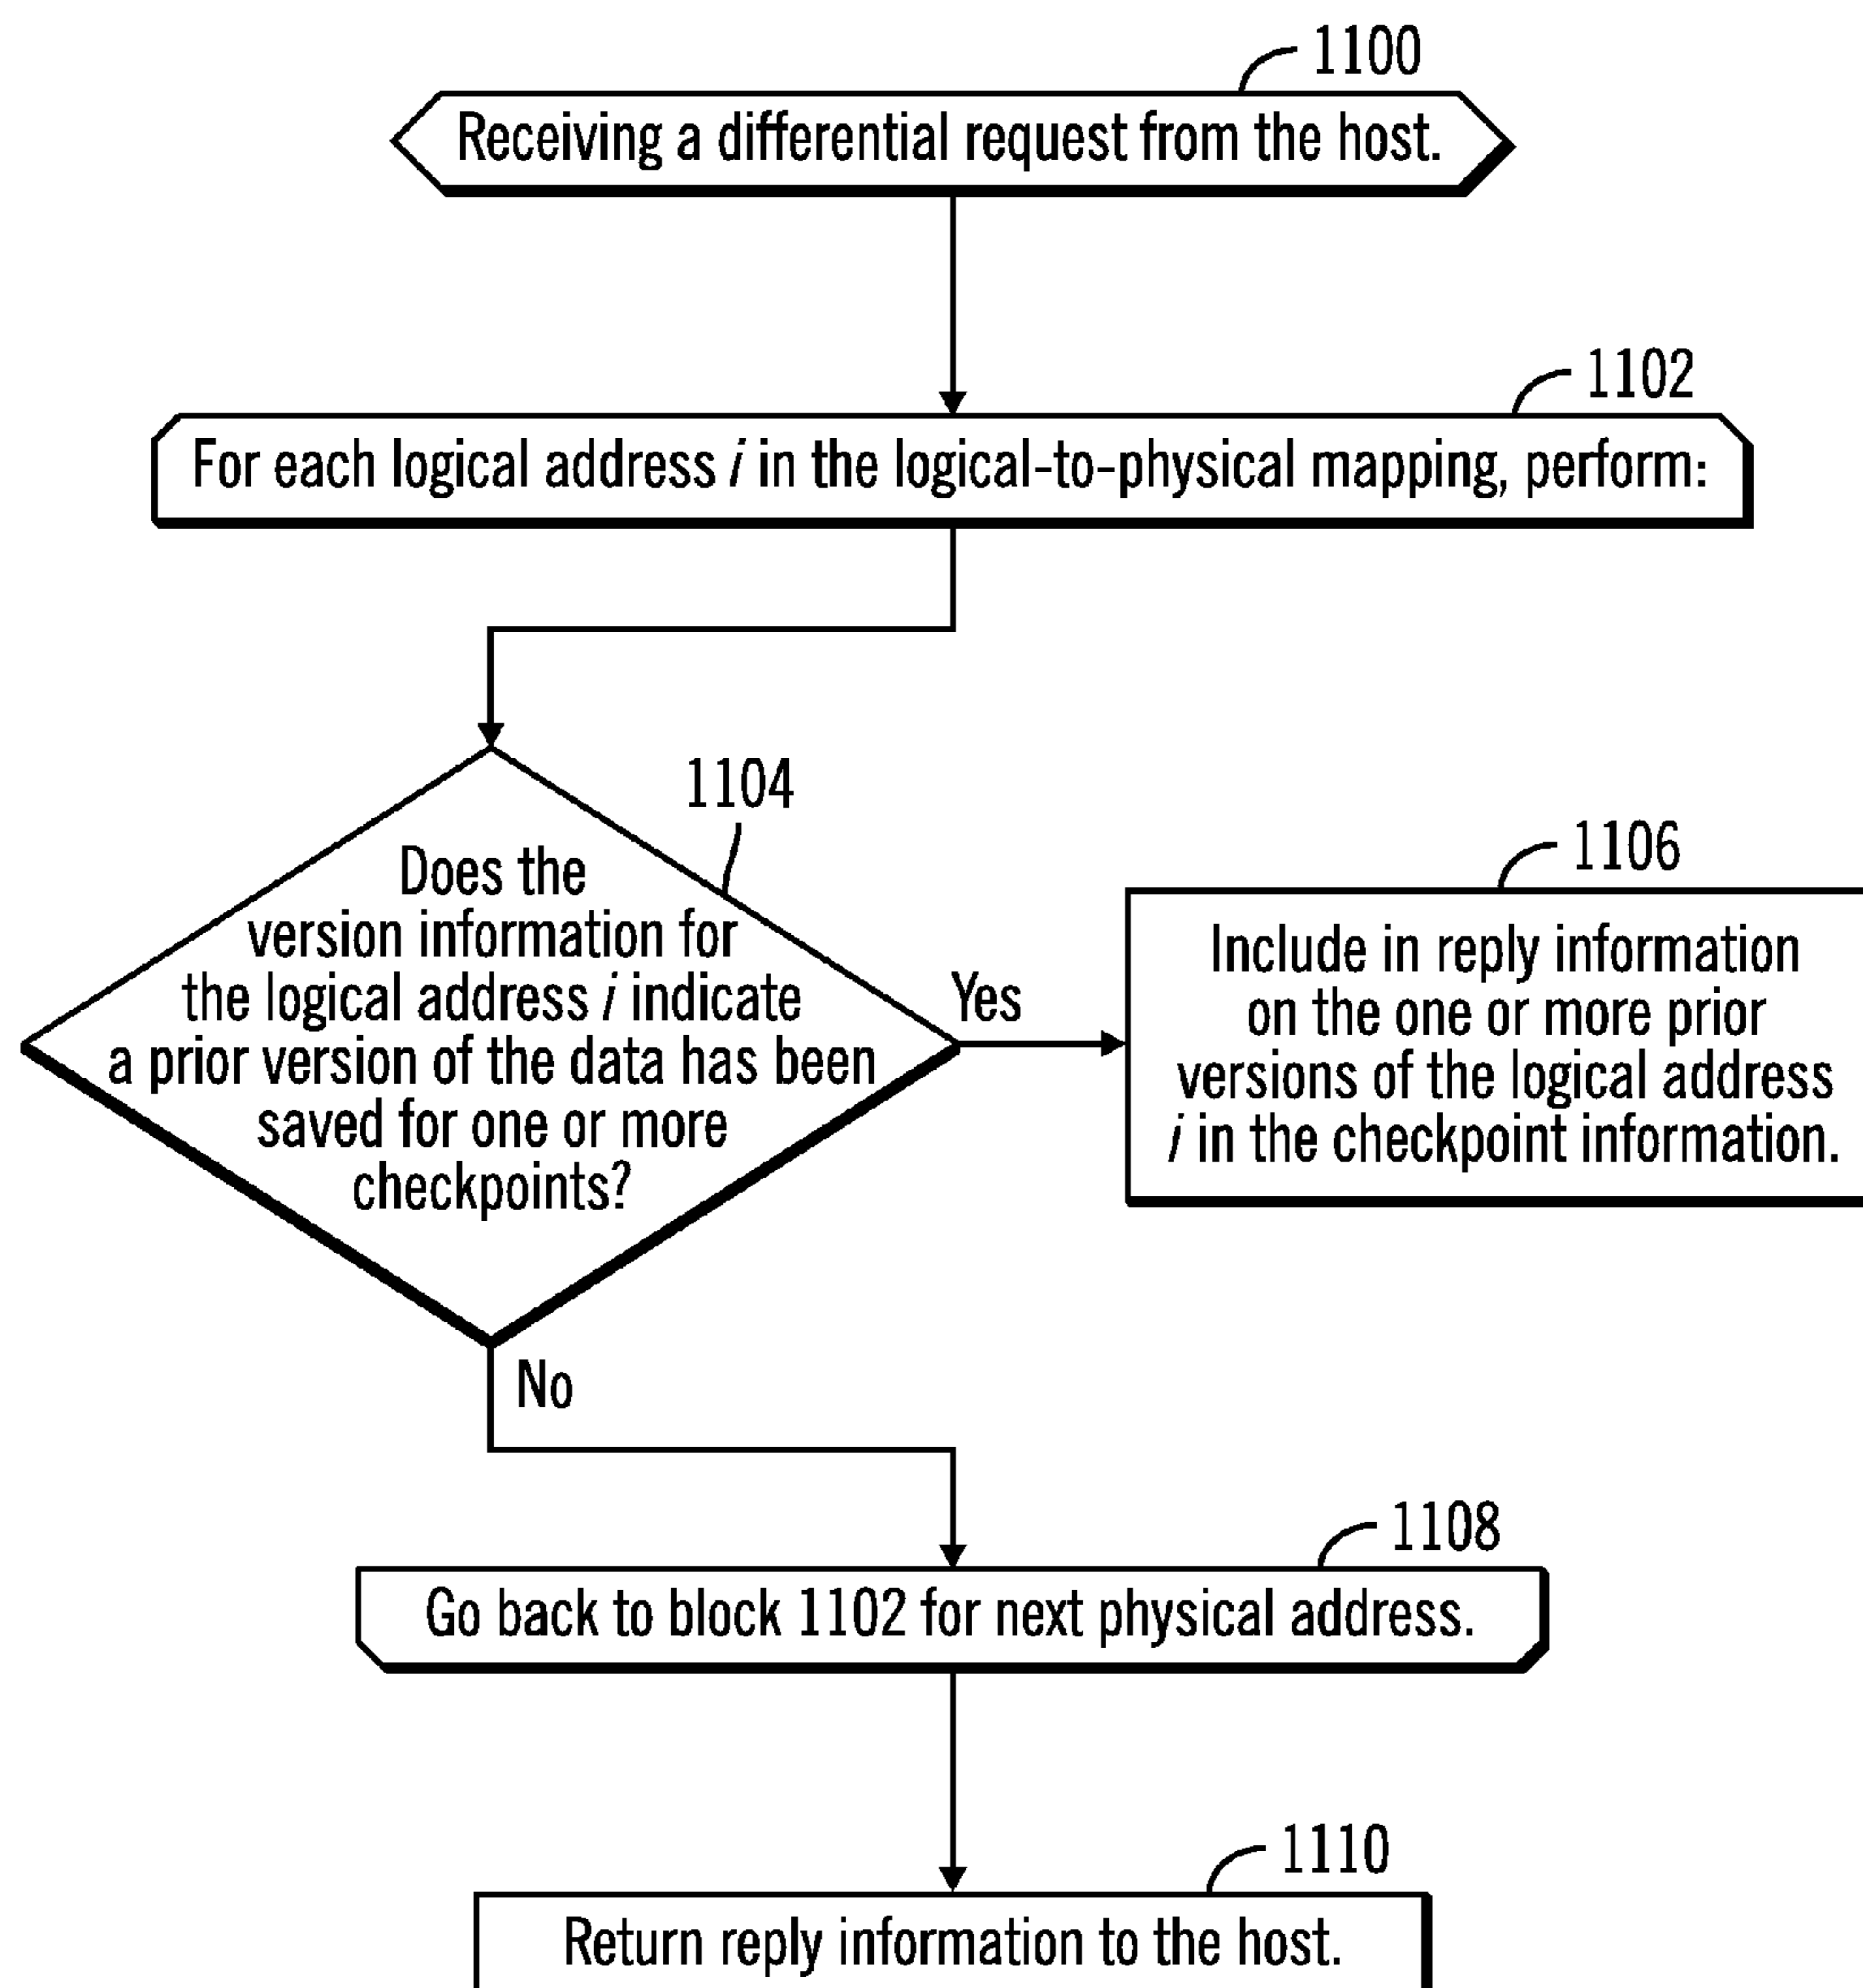 1100
Receiving a differential request from the host.
1102
For each logical address i in the logical-to-physical mapping, perform:
1104
Does the
version information for
the logical address i indicate
a prior version of the data has been
saved for one or more
checkpoints?
Yes
1106
Include in reply information
on the one or more prior
versions of the logical address
i in the checkpoint information.
No
1108
Go back to block 1102 for next physical address.
1110
Return reply information to the host.